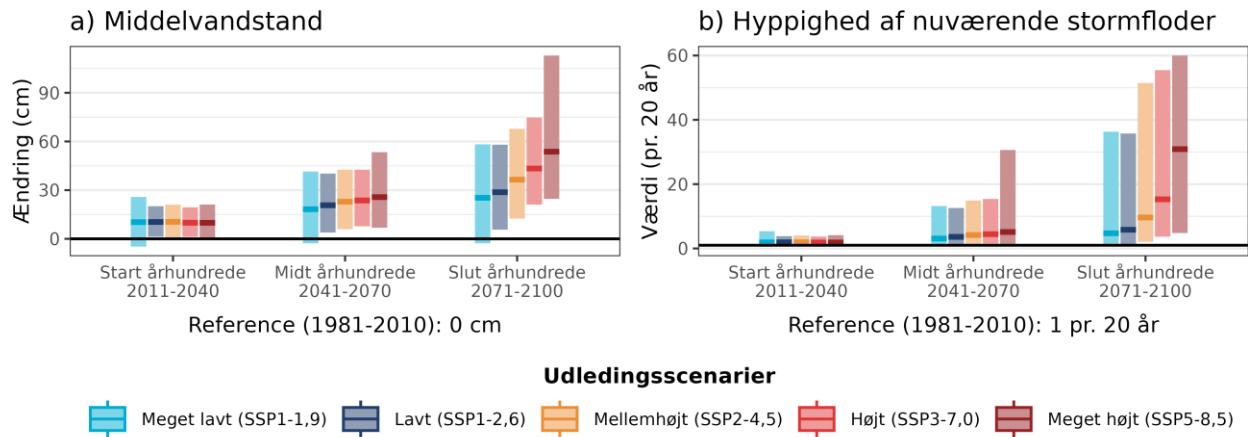 a) Middelvandstand
Ændring (cm)
90
60
30
0
Start århundrede
2011-2040
Midt århundrede
2041-2070
Slut århundrede
2071-2100
Reference (1981-2010): 0 cm
b) Hyppighed af nuværende stormfloder
Værdi (pr. 20 år)
60
40
20
0
Start århundrede
2011-2040
Midt århundrede
2041-2070
Slut århundrede
2071-2100
Reference (1981-2010): 1 pr. 20 år
Udledingsscenarier
Meget lavt (SSP1-1,9)
Lavt (SSP1-2,6)
Mellemhøjt (SSP2-4,5)
Højt (SSP3-7,0)
Meget højt (SSP5-8,5)